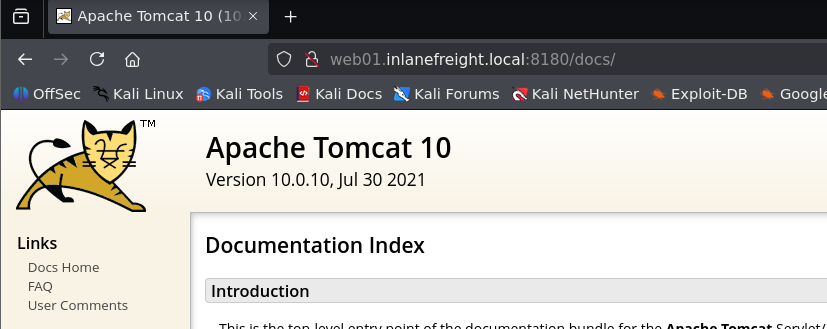 Apache Tomcat 10 (10
web01.inlanefreight.local:8180/docs/
OffSec Kali Linux Kali Tools Kali Docs Kali Forums Kali NetHunter Exploit-DB Google
TM
Apache Tomcat 10
Version 10.0.10, Jul 30 2021
Links
Docs Home
FAQ
User Comments
Documentation Index
Introduction
This is the top-level entry point of the documentation bundle for the Apache Tomcat Servlet/